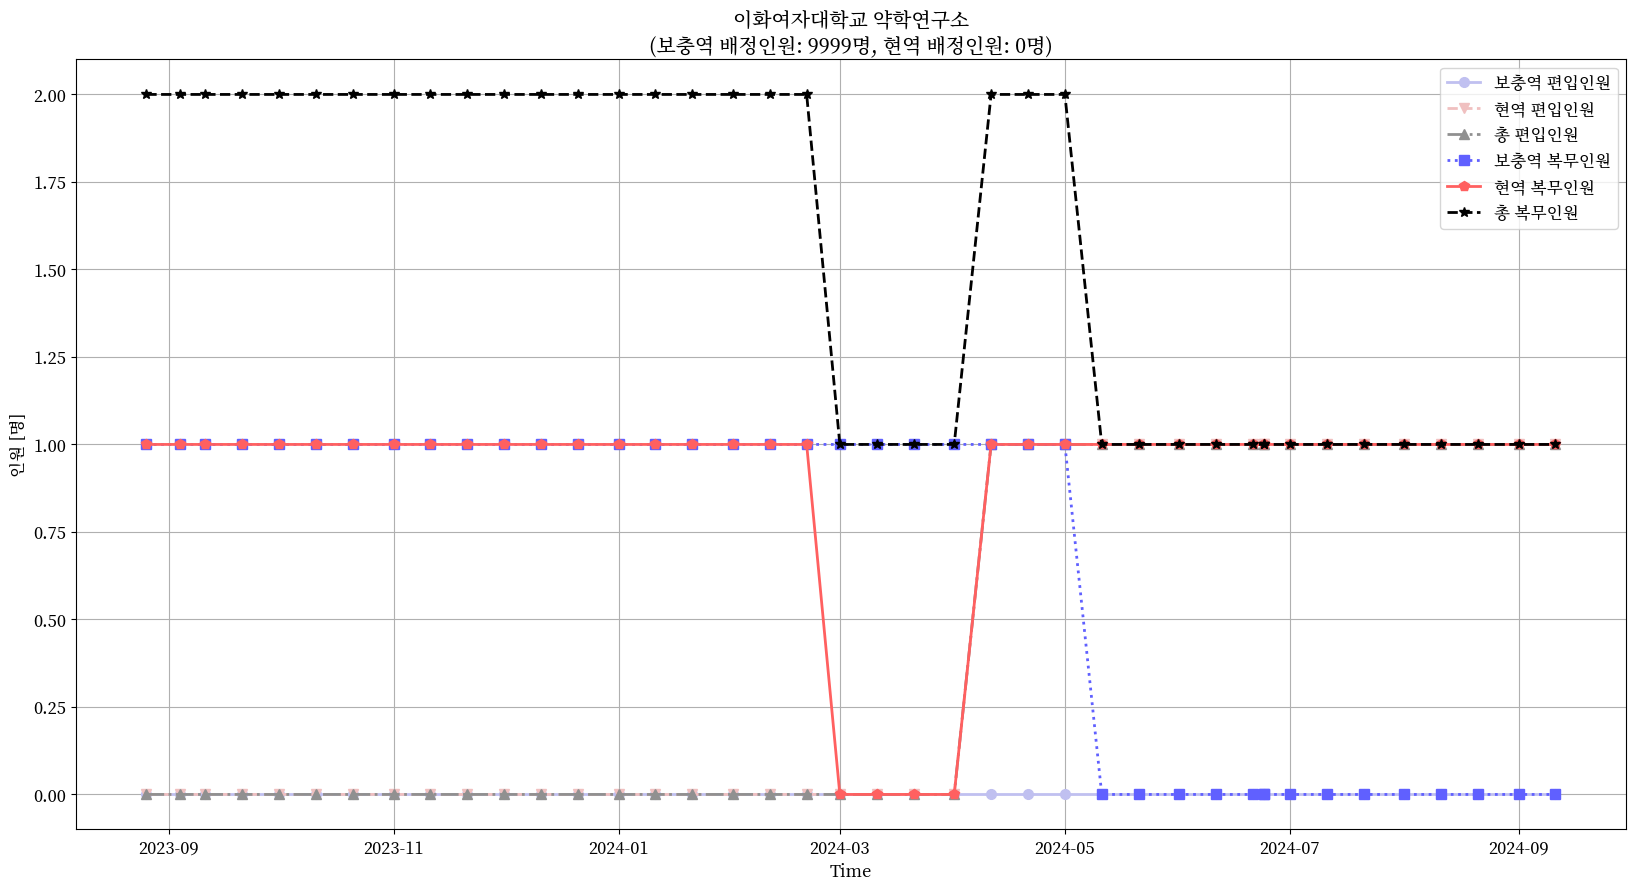 이화여자대학교 약학연구소
(보충역 배정인원: 9999명, 현역 배정인원: 0명)
보충역 편입인원
현역 편입인원
총 편입인원
보충역 복무인원
현역 복무인원
총 복무인원
인원 [명]
2.00
1.75
1.50
1.25
1.00
0.75
0.50
0.25
0.00
2023-09
2023-11
2024-01
2024-03
2024-05
2024-07
2024-09
Time